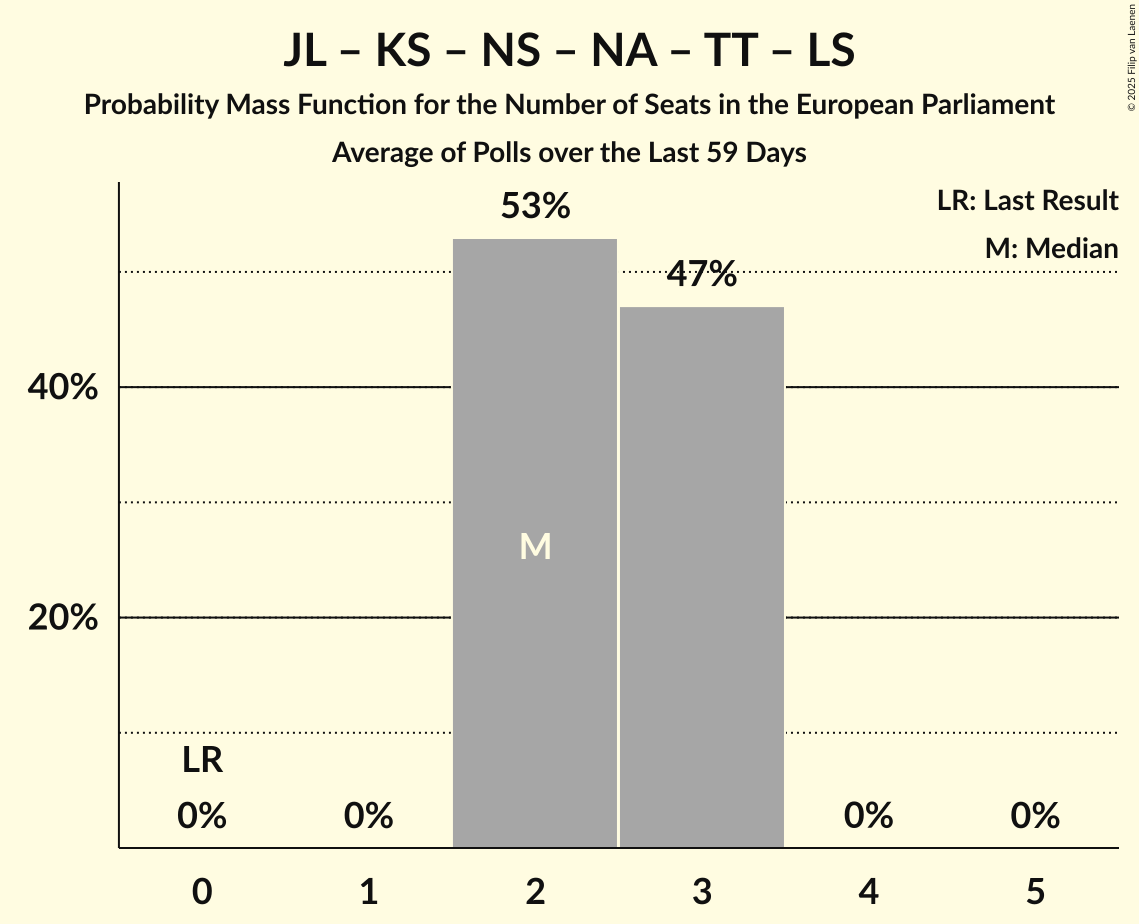 JL – KS – NS – NA – TT – LS
Probability Mass Function for the Number of Seats in the European Parliament
Average of Polls over the Last 59 Days
© 2025 Filip van Laenen
LR: Last Result
M: Median
53%
47%
40%
20%
M
LR
0%
0%
0%
0%
0
1
2
3
4
5